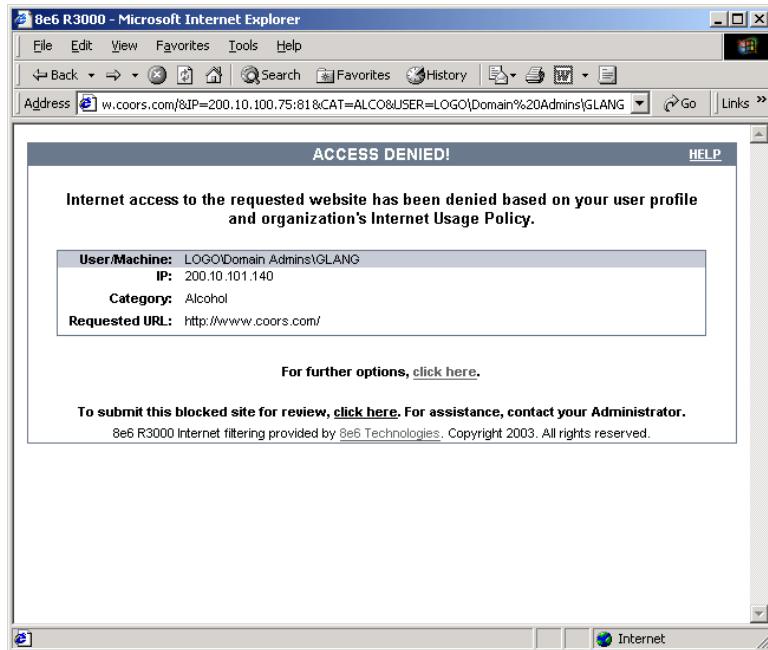 8e6 R3000 - Microsoft Internet Explorer
File Edit View Favorites Tools Help
Back Search Favorites History
Address w.coors.com/&IP=200.10.100.75:81&CAT=ALCO&USER=LOGO\Domain%20Admins\GLANG Go Links »
ACCESS DENIED! HELP
Internet access to the requested website has been denied based on your user profile
and organization's Internet Usage Policy.
User/Machine: LOGO\Domain Admins\GLANG
IP: 200.10.101.140
Category: Alcohol
Requested URL: http://www.coors.com/
For further options, click here.
To submit this blocked site for review, click here. For assistance, contact your Administrator.
8e6 R3000 Internet filtering provided by 8e6 Technologies. Copyright 2003. All rights reserved.
Internet